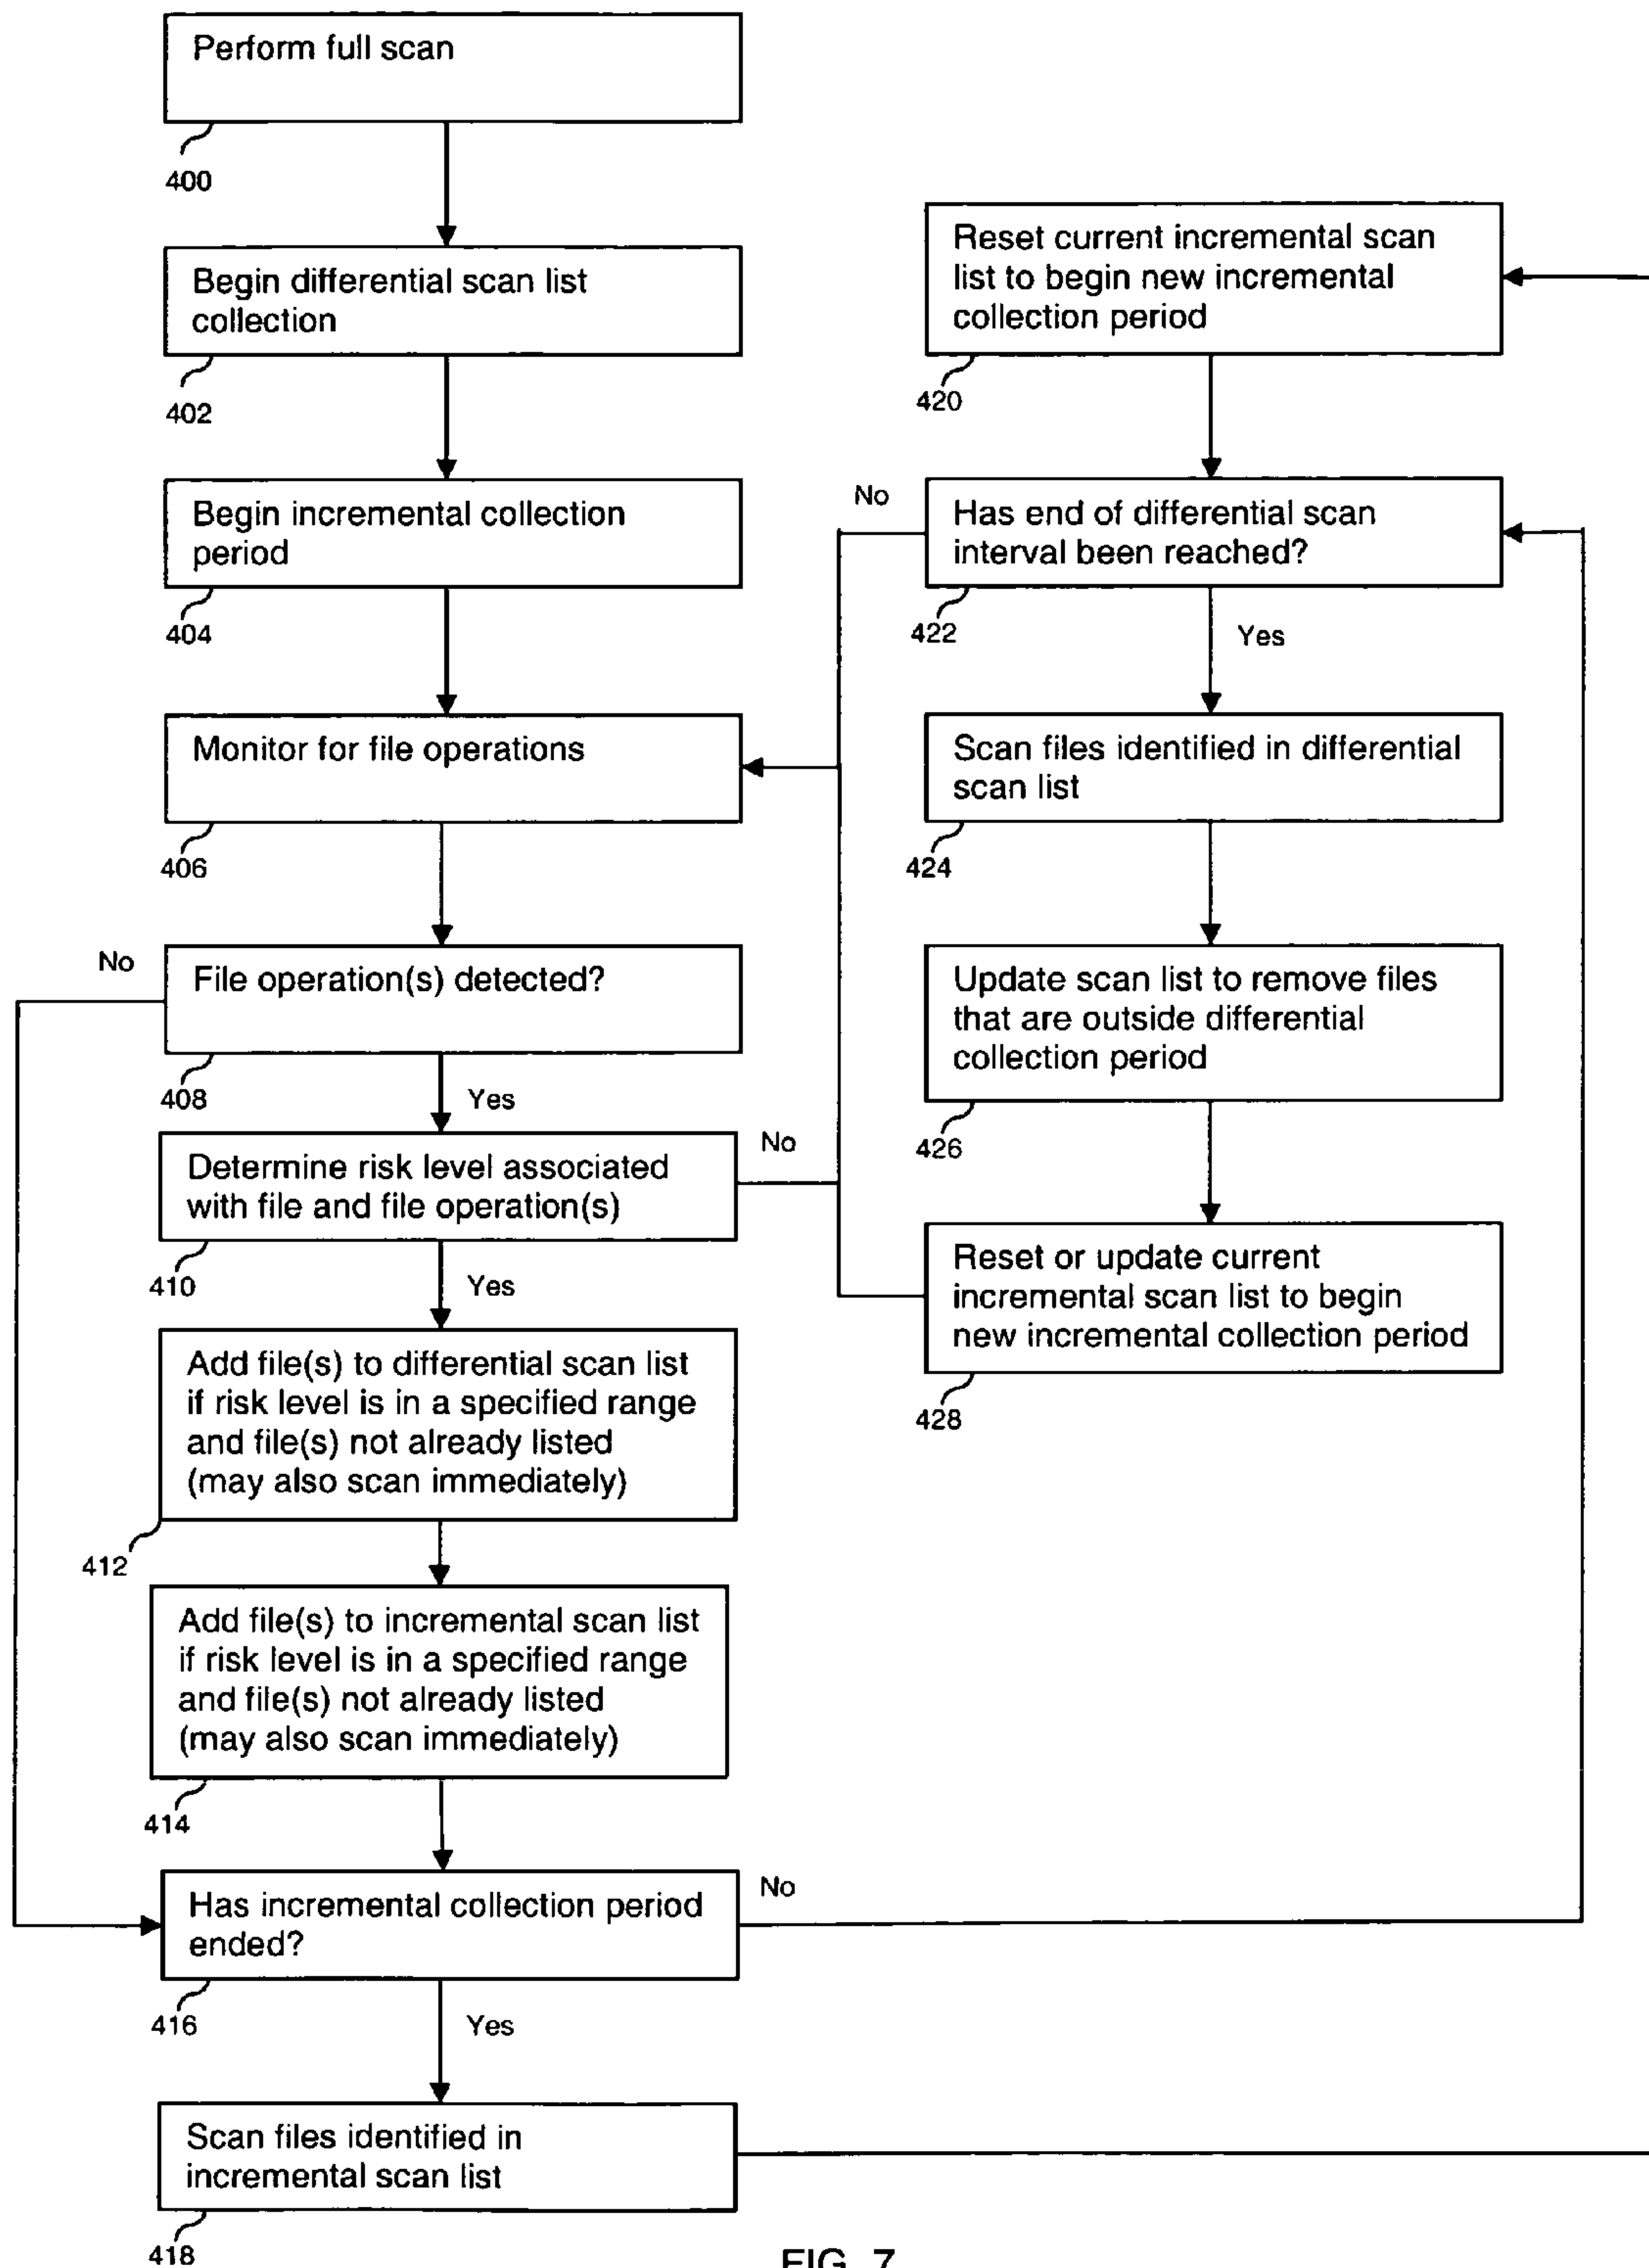 Perform full scan
400
Begin differential scan list
collection
402
Begin incremental collection
period
404
Monitor for file operations
406
No
File operation(s) detected?
408
Yes
Determine risk level associated
with file and file operation(s)
No
410
Yes
Add file(s) to differential scan list
if risk level is in a specified range
and file(s) not already listed
(may also scan immediately)
412
Add file(s) to incremental scan list
if risk level is in a specified range
and file(s) not already listed
(may also scan immediately)
414
Has incremental collection period
ended?
No
416
Yes
Scan files identified in
incremental scan list
418
Reset current incremental scan
list to begin new incremental
collection period
420
No
Has end of differential scan
interval been reached?
422
Yes
Scan files identified in differential
scan list
424
Update scan list to remove files
that are outside differential
collection period
426
Reset or update current
incremental scan list to begin
new incremental collection period
428
FIG. 7